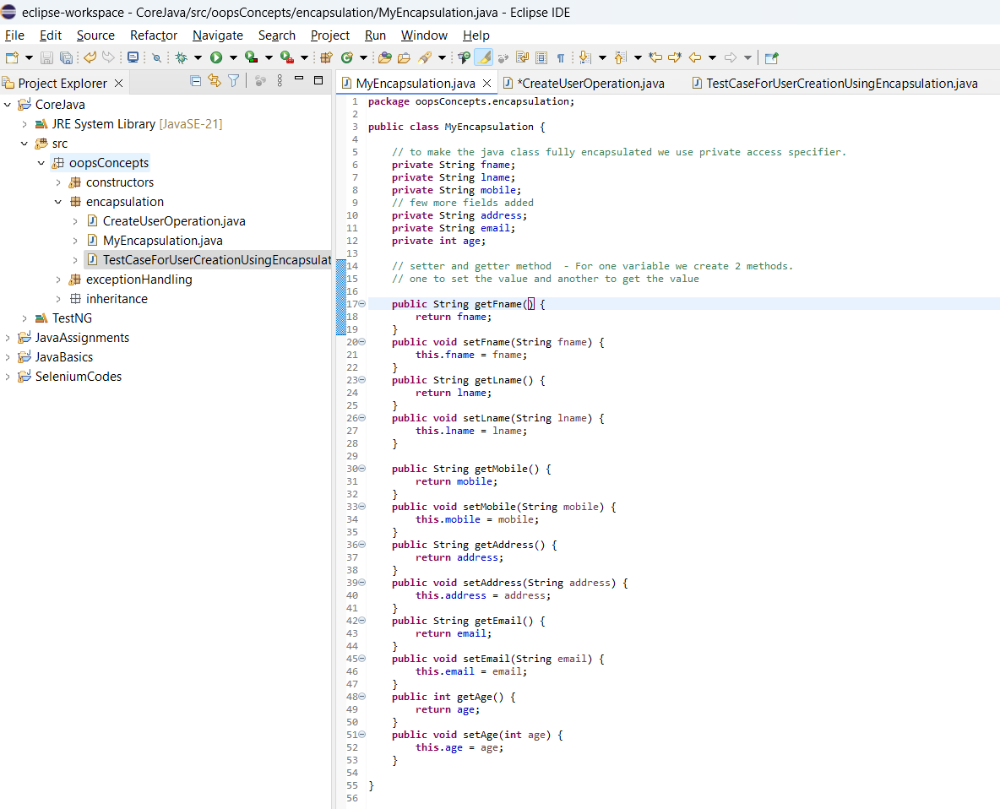 eclipse-workspace - CoreJava/src/oopsConcepts/encapsulation/MyEncapsulation.java - Eclipse IDE
File Edit Source Refactor Navigate Search Project Run Window Help
Project Explorer
CoreJava
JRE System Library [JavaSE-21]
src
oopsConcepts
constructors
encapsulation
CreateUserOperation.java
MyEncapsulation.java
TestCaseForUserCreationUsingEncapsulat
exceptionHandling
inheritance
TestNG
JavaAssignments
JavaBasics
SeleniumCodes
MyEncapsulation.java *CreateUserOperation.java TestCaseForUserCreationUsingEncapsulation.java
1 package oopsConcepts.encapsulation;
2
3 public class MyEncapsulation {
4
5 // to make the java class fully encapsulated we use private access specifier.
6 private String fname;
7 private String lname;
8 private String mobile;
9 // few more fields added
10 private String address;
11 private String email;
12 private int age;
13
14 // setter and getter method  - For one variable we create 2 methods.
15 // one to set the value and another to get the value
16
17 public String getFname() {
18 return fname;
19 }
20 public void setFname(String fname) {
21 this.fname = fname;
22 }
23 public String getLname() {
24 return lname;
25 }
26 public void setLname(String lname) {
27 this.lname = lname;
28 }
29
30 public String getMobile() {
31 return mobile;
32 }
33 public void setMobile(String mobile) {
34 this.mobile = mobile;
35 }
36 public String getAddress() {
37 return address;
38 }
39 public void setAddress(String address) {
40 this.address = address;
41 }
42 public String getEmail() {
43 return email;
44 }
45 public void setEmail(String email) {
46 this.email = email;
47 }
48 public int getAge() {
49 return age;
50 }
51 public void setAge(int age) {
52 this.age = age;
53 }
54
55 }
56